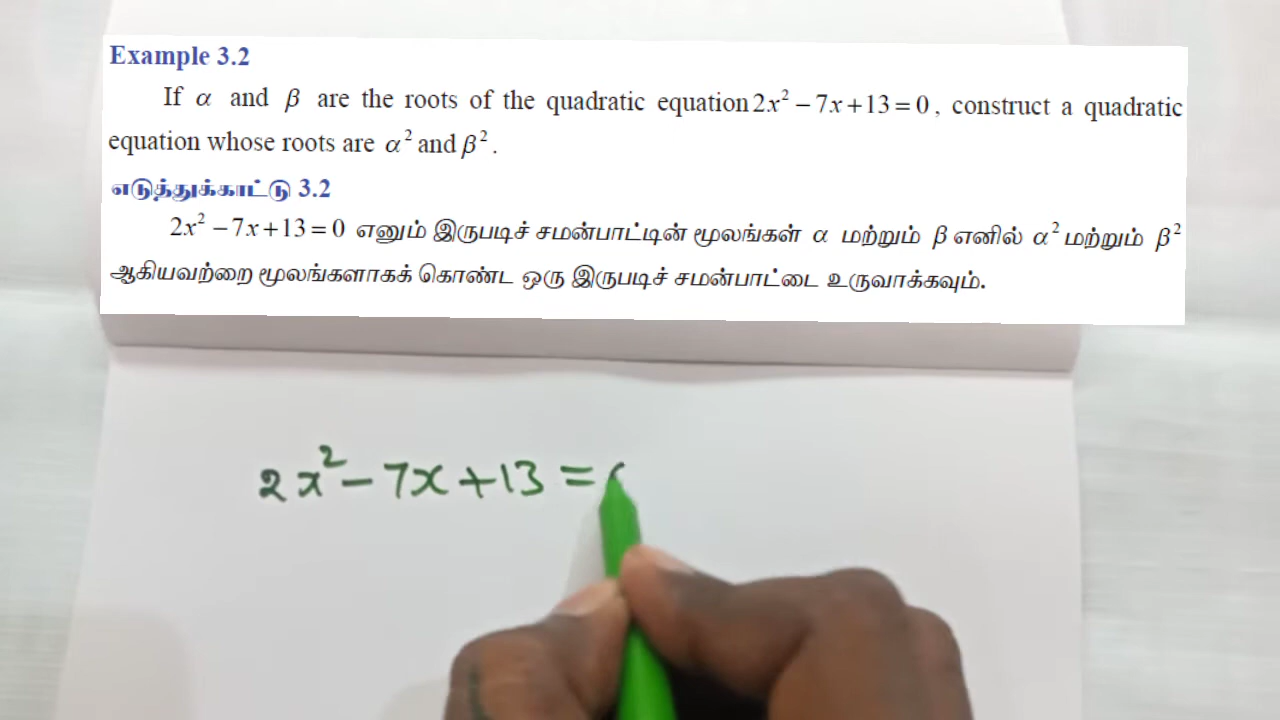 Example 3.2
If α and β are the roots of the quadratic equation 2x² − 7x + 13 = 0, construct a quadratic
equation whose roots are α² and β².
எடுத்துக்காட்டு 3.2
2x² − 7x + 13 = 0 எனும் இருபடிச் சமன்பாட்டின் மூலங்கள் α மற்றும் β எனில் α² மற்றும் β²
ஆகியவற்றை மூலங்களாகக் கொண்ட ஒரு இருபடிச் சமன்பாட்டை உருவாக்கவும்.
2x² − 7x + 13 =